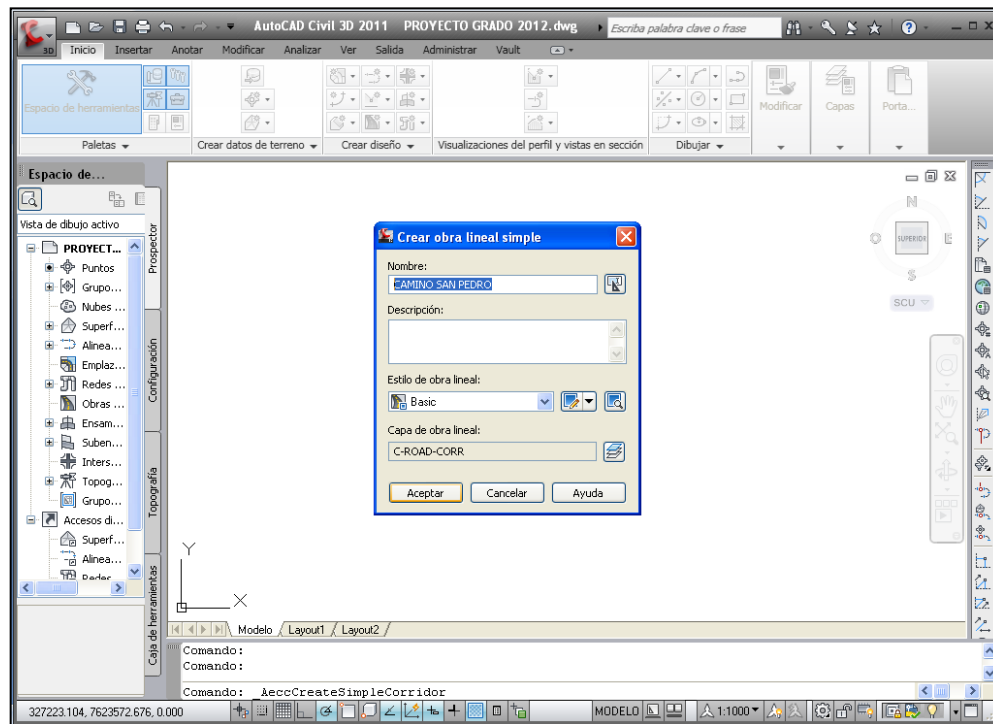 AutoCAD Civil 3D 2011 PROYECTO GRADO 2012.dwg
Escriba palabra clave o frase
3D
Inicio Insertar Anotar Modificar Analizar Ver Salida Administrar Vault
Espacio de herramientas
Modificar
Capas
Porta...
Paletas
Crear datos de terreno
Crear diseño
Visualizaciones del perfil y vistas en sección
Dibujar
Espacio de...
Vista de dibujo activo
PROYECT...
Puntos
Grupo...
Nubes ...
Superf...
Alinea...
Emplaz...
Redes ...
Obras ...
Ensam...
Suben...
Inters...
Topog...
Grupo...
Accesos di...
Superf...
Alinea...
Redes
Prospector
Configuración
Topografía
Caja de herramientas
Crear obra lineal simple
Nombre:
CAMINO SAN PEDRO
Descripción:
Estilo de obra lineal:
Basic
Capa de obra lineal:
C-ROAD-CORR
Aceptar
Cancelar
Ayuda
N
SUPERIOR
E
S
O
SCU
Y
X
Modelo
Layout1
Layout2
Comando:
Comando:
Comando: _AeccCreateSimpleCorridor
327223.104, 7623572.676, 0.000
MODELO
1:1000